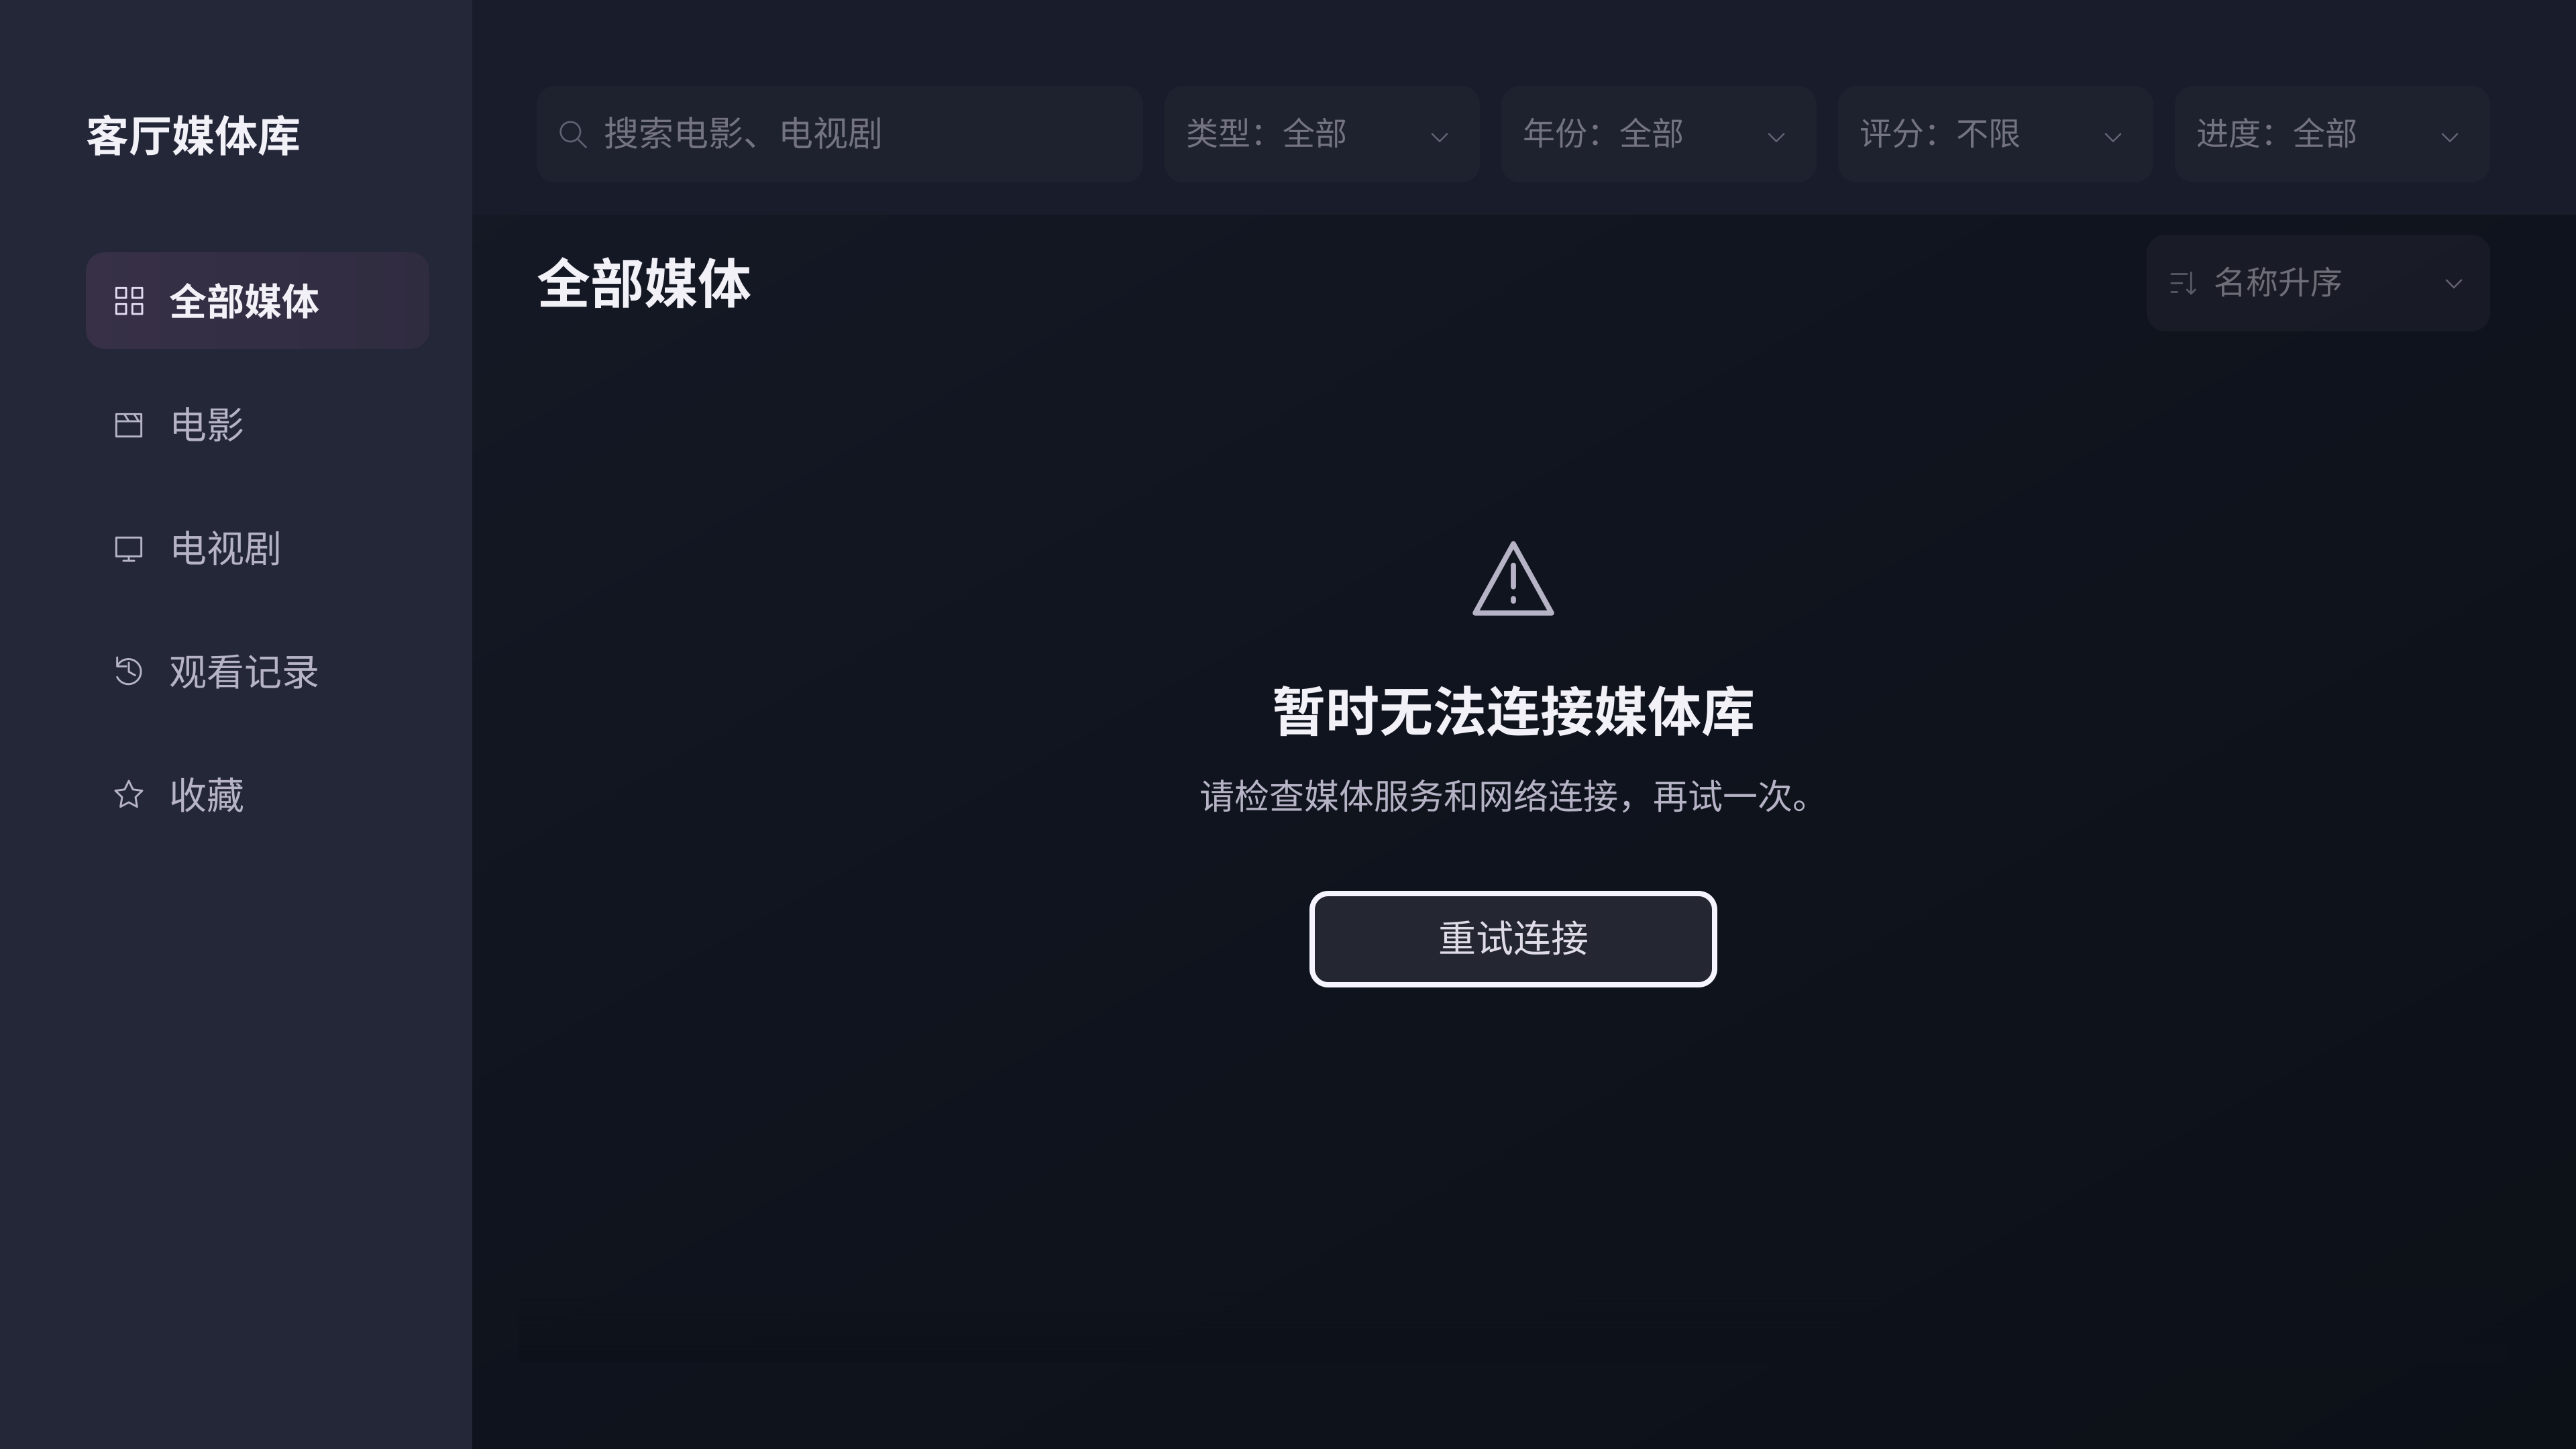 客厅媒体库
全部媒体
电影
电视剧
观看记录
收藏
搜索电影、电视剧
类型：全部
年份：全部
评分：不限
进度：全部
全部媒体
名称升序
暂时无法连接媒体库
请检查媒体服务和网络连接，再试一次。
重试连接